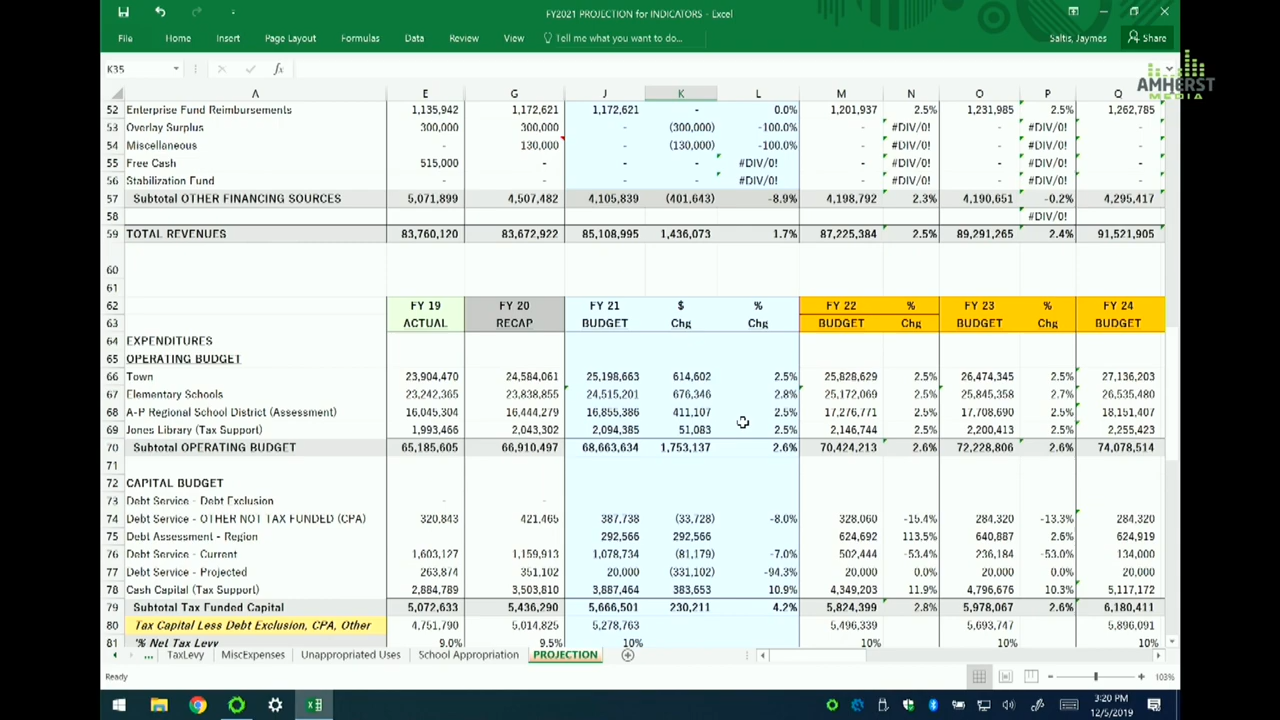 FY2021 PROJECTION for INDICATORS - Excel
File Home Insert Page Layout Formulas Data Review View Tell me what you want to do... Saltis, Jaymes Share
K35 fx
AMHERST
MEDIA
A E G J K L M N O P Q
52 Enterprise Fund Reimbursements 1,135,942 1,172,621 1,172,621 - 0.0% 1,201,937 2.5% 1,231,985 2.5% 1,262,785
53 Overlay Surplus 300,000 300,000 - (300,000) -100.0% - #DIV/0! - #DIV/0! -
54 Miscellaneous - 130,000 - (130,000) -100.0% - #DIV/0! - #DIV/0! -
55 Free Cash 515,000 - - - #DIV/0! - #DIV/0! - #DIV/0! -
56 Stabilization Fund - - - - #DIV/0! - #DIV/0! - #DIV/0! -
57 Subtotal OTHER FINANCING SOURCES 5,071,899 4,507,482 4,105,839 (401,643) -8.9% 4,198,792 2.3% 4,190,651 -0.2% 4,295,417
58 #DIV/0!
59 TOTAL REVENUES 83,760,120 83,672,922 85,108,995 1,436,073 1.7% 87,225,384 2.5% 89,291,265 2.4% 91,521,905
60
61
62 FY 19 FY 20 FY 21 $ % FY 22 % FY 23 % FY 24
63 ACTUAL RECAP BUDGET Chg Chg BUDGET Chg BUDGET Chg BUDGET
64 EXPENDITURES
65 OPERATING BUDGET
66 Town 23,904,470 24,584,061 25,198,663 614,602 2.5% 25,828,629 2.5% 26,474,345 2.5% 27,136,203
67 Elementary Schools 23,242,365 23,838,855 24,515,201 676,346 2.8% 25,172,069 2.5% 25,845,358 2.7% 26,535,480
68 A-P Regional School District (Assessment) 16,045,304 16,444,279 16,855,386 411,107 2.5% 17,276,771 2.5% 17,708,690 2.5% 18,151,407
69 Jones Library (Tax Support) 1,993,466 2,043,302 2,094,385 51,083 2.5% 2,146,744 2.5% 2,200,413 2.5% 2,255,423
70 Subtotal OPERATING BUDGET 65,185,605 66,910,497 68,663,634 1,753,137 2.6% 70,424,213 2.6% 72,228,806 2.6% 74,078,514
71
72 CAPITAL BUDGET
73 Debt Service - Debt Exclusion - -
74 Debt Service - OTHER NOT TAX FUNDED (CPA) 320,843 421,465 387,738 (33,728) -8.0% 328,060 -15.4% 284,320 -13.3% 284,320
75 Debt Assessment - Region 292,566 292,566 624,692 113.5% 640,887 2.6% 624,919
76 Debt Service - Current 1,603,127 1,159,913 1,078,734 (81,179) -7.0% 502,444 -53.4% 236,184 -53.0% 134,000
77 Debt Service - Projected 263,874 351,102 20,000 (331,102) -94.3% 20,000 0.0% 20,000 0.0% 20,000
78 Cash Capital (Tax Support) 2,884,789 3,503,810 3,887,464 383,653 10.9% 4,349,203 11.9% 4,796,676 10.3% 5,117,172
79 Subtotal Tax Funded Capital 5,072,633 5,436,290 5,666,501 230,211 4.2% 5,824,399 2.8% 5,978,067 2.6% 6,180,411
80 Tax Capital Less Debt Exclusion, CPA, Other 4,751,790 5,014,825 5,278,763 5,496,339 5,693,747 5,896,091
81 '% Net Tax Levy 9.0% 9.5% 10% 10% 10% 10%
... TaxLevy MiscExpenses Unappropriated Uses School Appropriation PROJECTION
Ready 103%
3:20 PM
12/5/2019